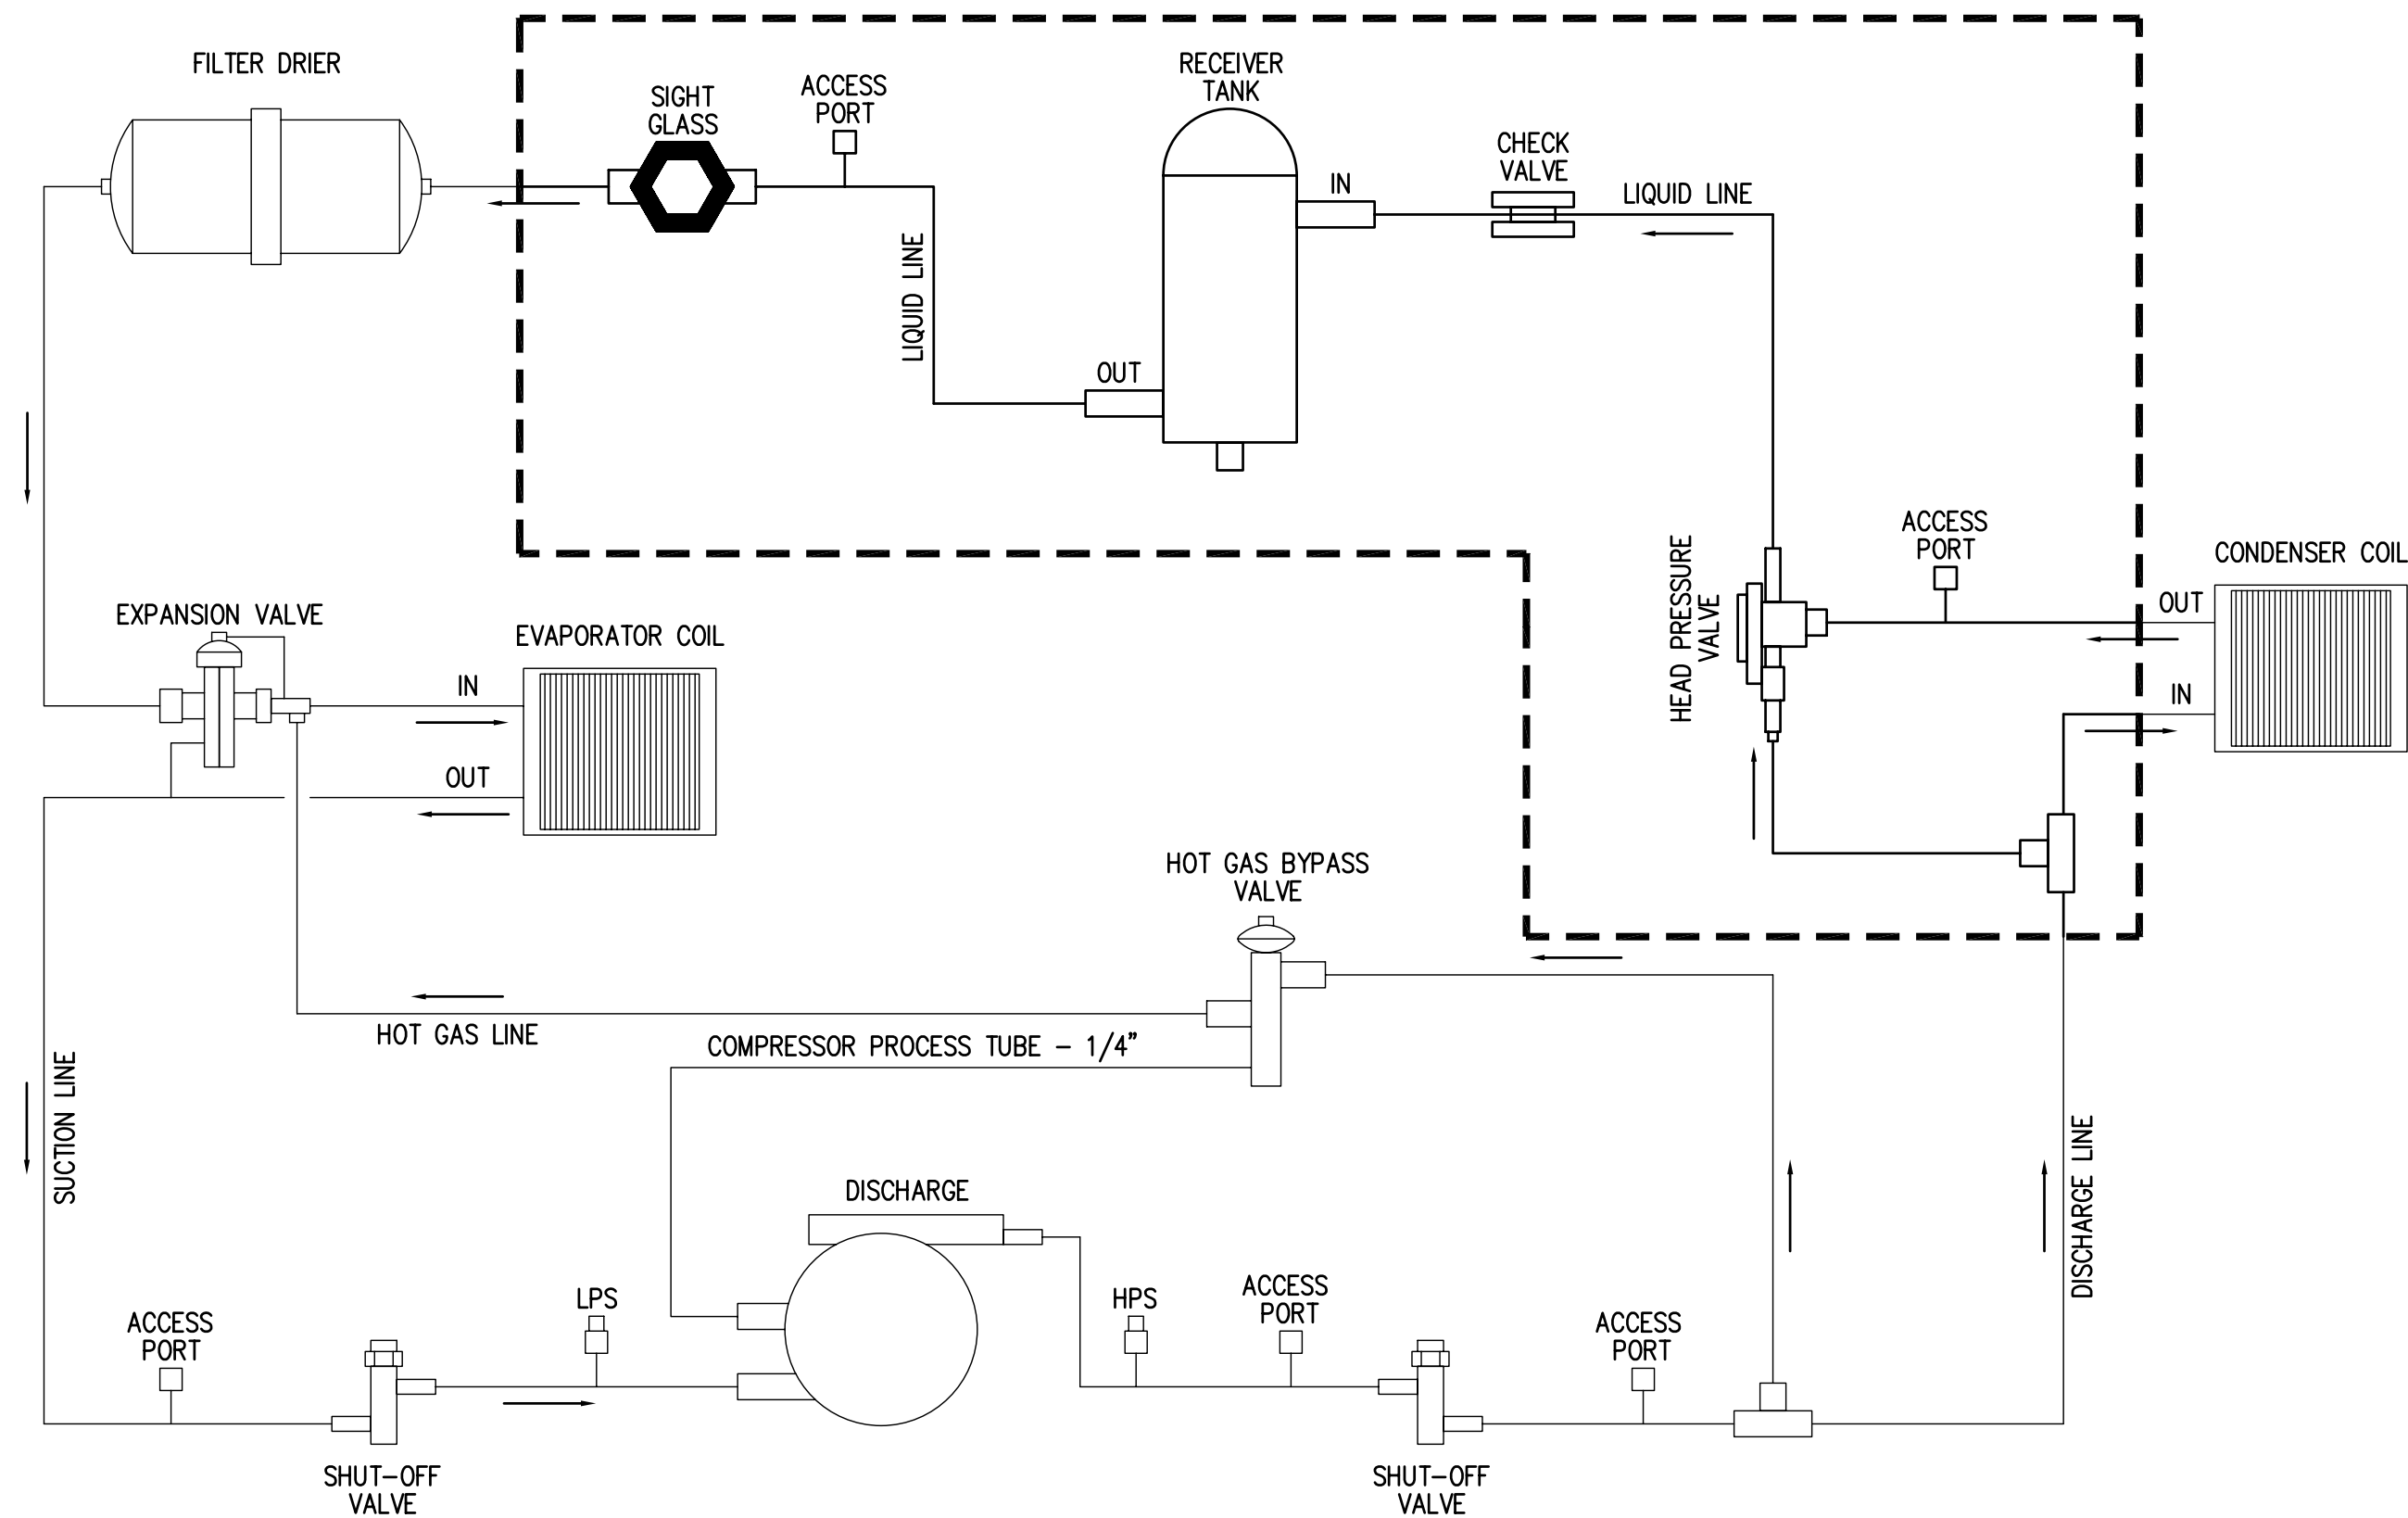 FILTER DRIER
SIGHT
GLASS
ACCESS
PORT
RECEIVER
TANK
CHECK
VALVE
IN
LIQUID LINE
LIQUID LINE
OUT
HEAD PRESSURE
VALVE
ACCESS
PORT
CONDENSER COIL
OUT
IN
EXPANSION VALVE
EVAPORATOR COIL
IN
OUT
HOT GAS BYPASS
VALVE
HOT GAS LINE
COMPRESSOR PROCESS TUBE - 1/4"
SUCTION LINE
DISCHARGE LINE
DISCHARGE
LPS
HPS
ACCESS
PORT
ACCESS
PORT
ACCESS
PORT
SHUT-OFF
VALVE
SHUT-OFF
VALVE